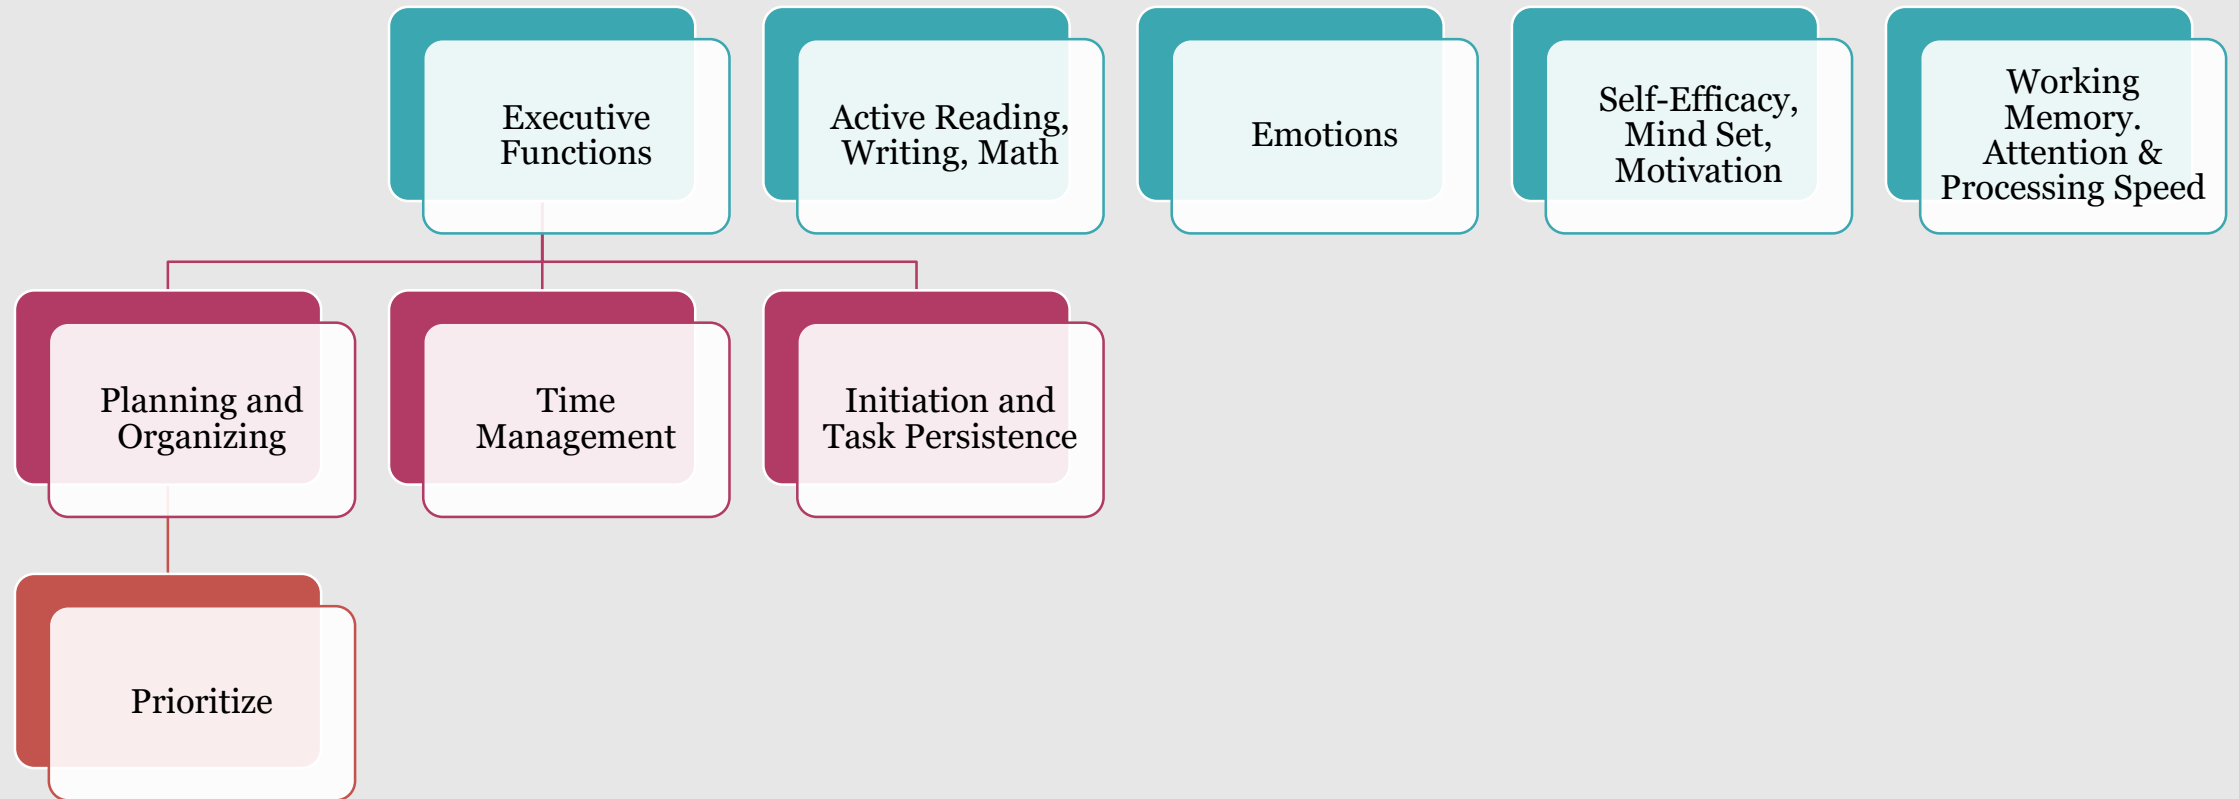 Executive
Functions
Active Reading,
Writing, Math
Emotions
Self-Efficacy,
Mind Set,
Motivation
Working
Memory.
Attention &
Processing Speed
Planning and
Organizing
Time
Management
Initiation and
Task Persistence
Prioritize